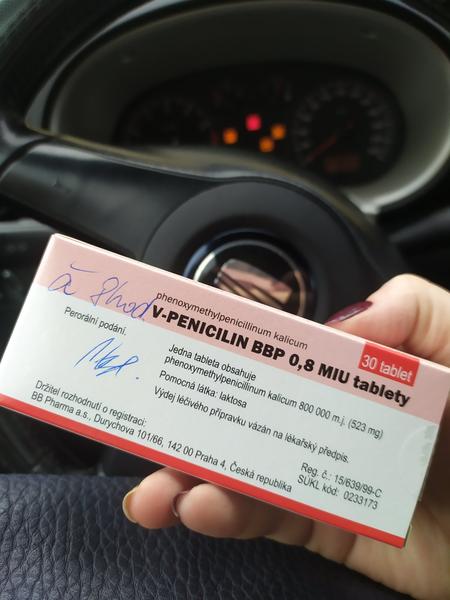 à 8hod
phenoxymethylpenicillinum kalicum
V-PENICILIN BBP 0,8 MIU tablety
30 tablet
Perorální podání.
Jedna tableta obsahuje
phenoxymethylpenicillinum kalicum 800 000 m.j. (523 mg)
Pomocná látka: laktosa
Výdej léčivého přípravku vázán na lékařský předpis.
Držitel rozhodnutí o registraci:
BB Pharma a.s., Durychova 101/66, 142 00 Praha 4, Česká republika
Reg. č.: 15/639/99-C
SÚKL kód: 0233173